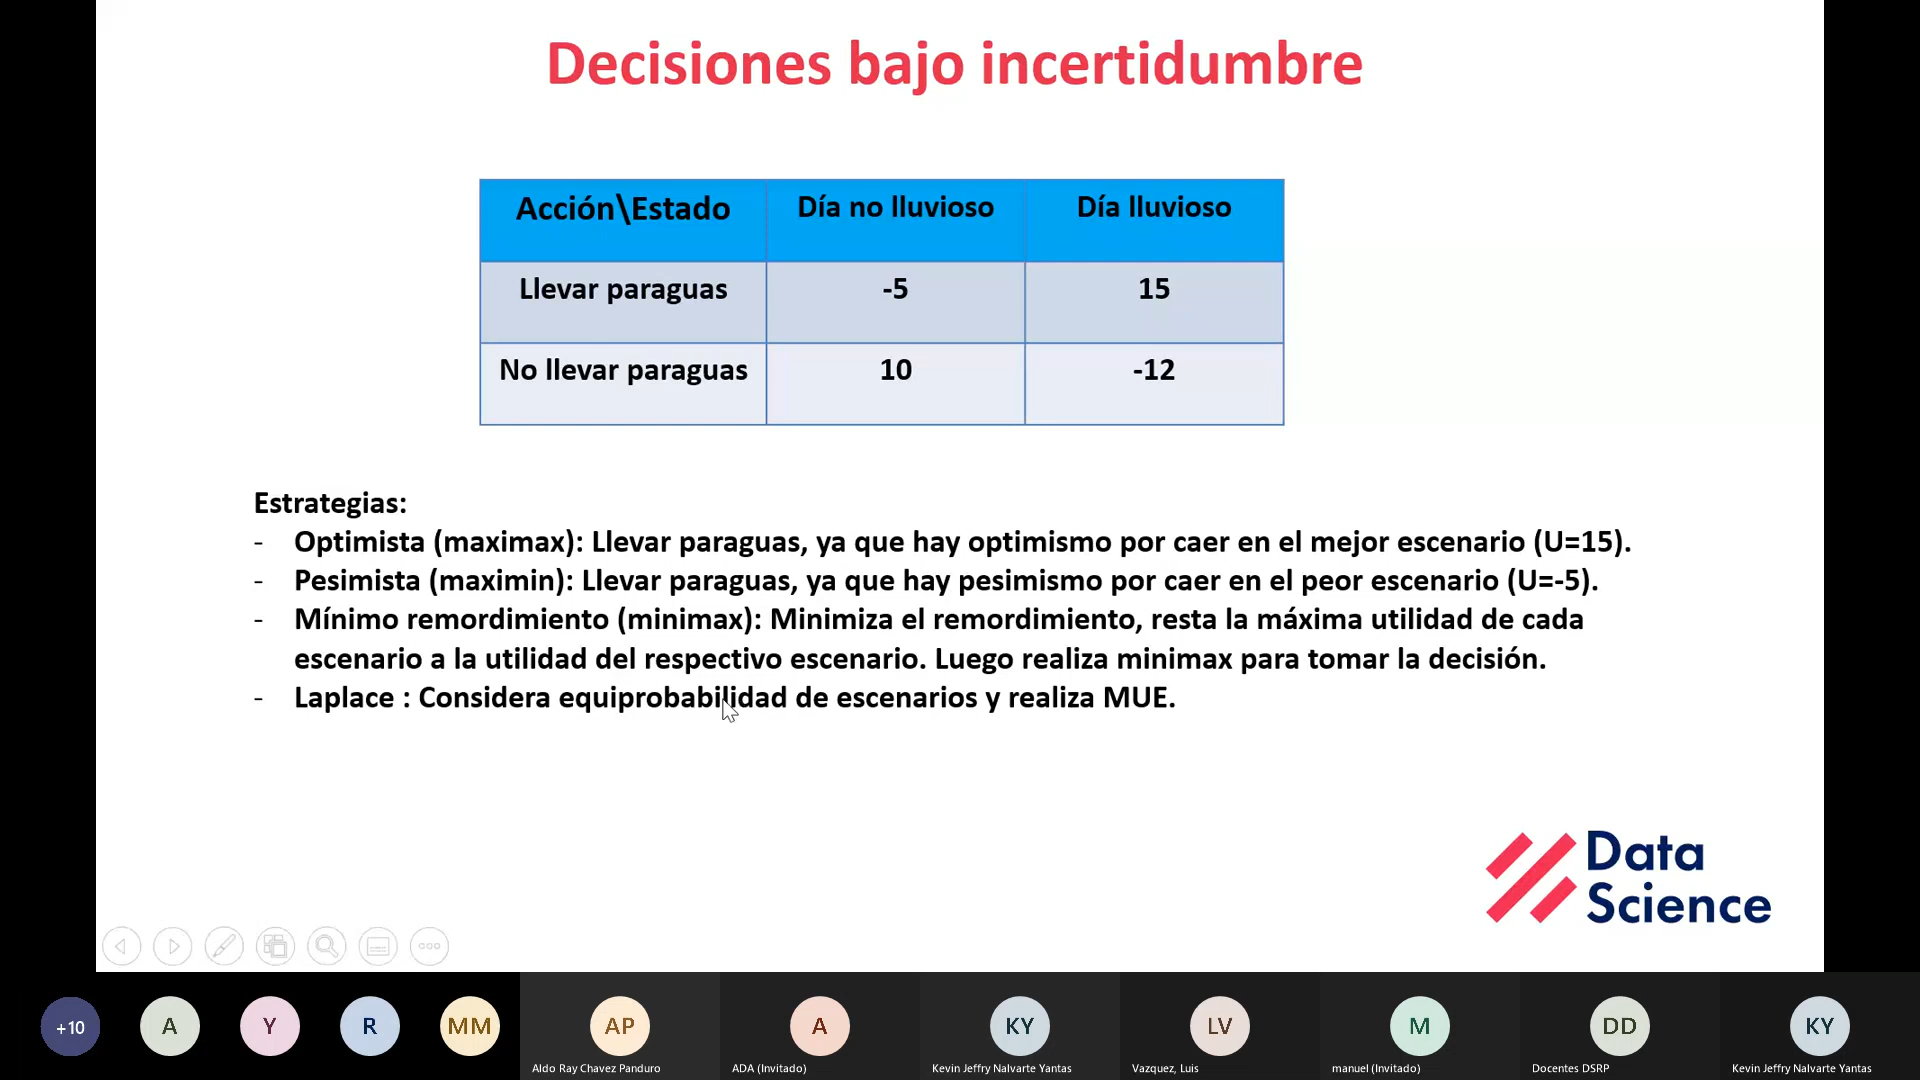 Decisiones bajo incertidumbre
Acción\Estado Día no lluvioso Día lluvioso
Llevar paraguas -5 15
No llevar paraguas 10 -12
Estrategias:
- Optimista (maximax): Llevar paraguas, ya que hay optimismo por caer en el mejor escenario (U=15).
- Pesimista (maximin): Llevar paraguas, ya que hay pesimismo por caer en el peor escenario (U=-5).
- Mínimo remordimiento (minimax): Minimiza el remordimiento, resta la máxima utilidad de cada
escenario a la utilidad del respectivo escenario. Luego realiza minimax para tomar la decisión.
- Laplace : Considera equiprobabilidad de escenarios y realiza MUE.
Data
Science
+10 A Y R MM AP A KY LV M DD KY
Aldo Ray Chavez Panduro ADA (Invitado) Kevin Jeffry Nalvarte Yantas Vazquez, Luis manuel (Invitado) Docentes DSRP Kevin Jeffry Nalvarte Yantas